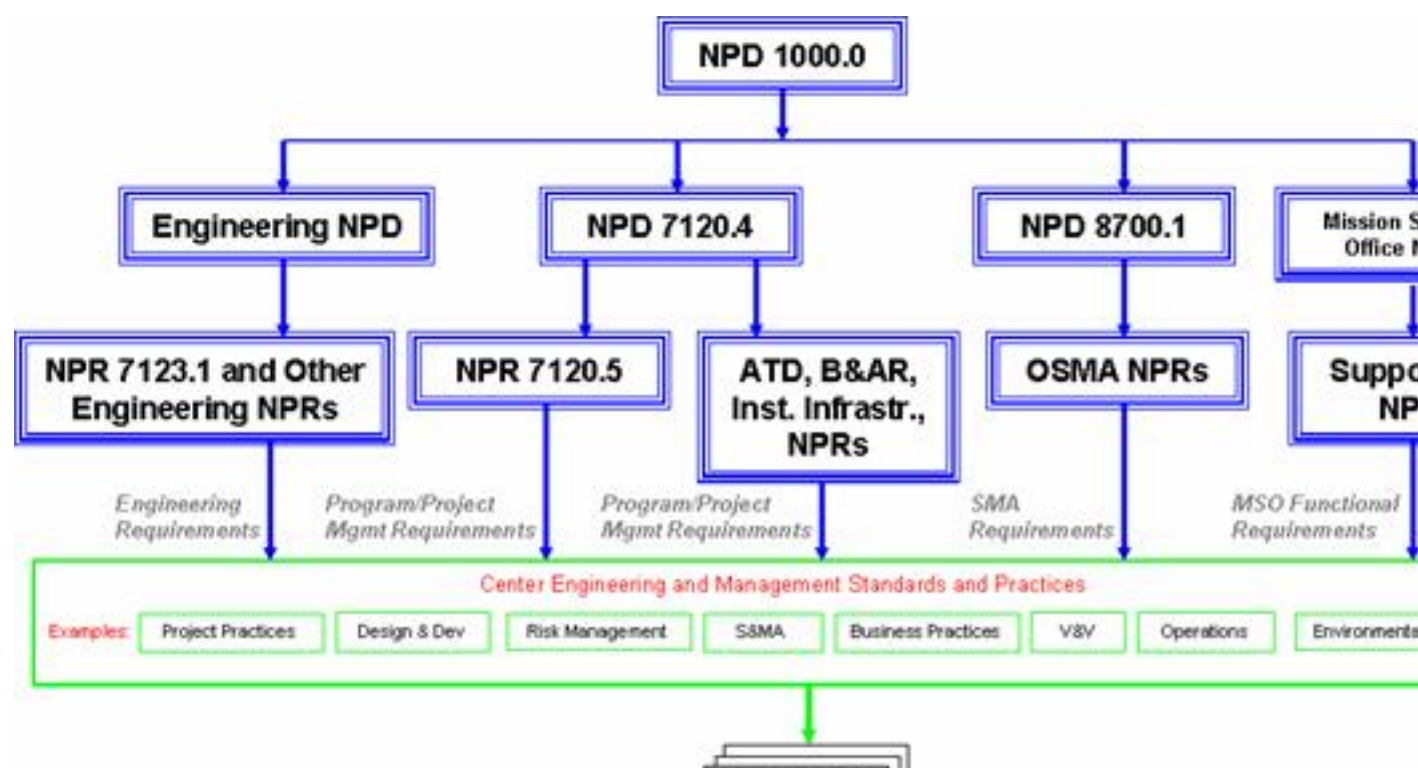 NPD 1000.0
Engineering NPD
NPD 7120.4
NPD 8700.1
Mission
Office
NPR 7123.1 and Other
Engineering NPRs
NPR 7120.5
ATD, B&AR,
Inst. Infrastr.,
NPRs
OSMA NPRs
Engineering
Requirements
Program/Project
Mgmt Requirements
Program/Project
Mgmt Requirements
SMA
Requirements
MSO Functional
Requirements
Center Engineering and Management Standards and Practices
Examples:
Project Practices
Design & Dev
Risk Management
S&MA
Business Practices
V&V
Operations